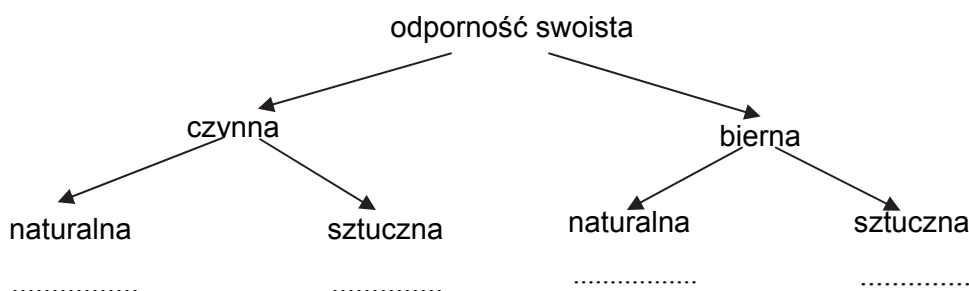 odporność swoista
czynna bierna
naturalna sztuczna naturalna sztuczna
................ .............. ................ ..............